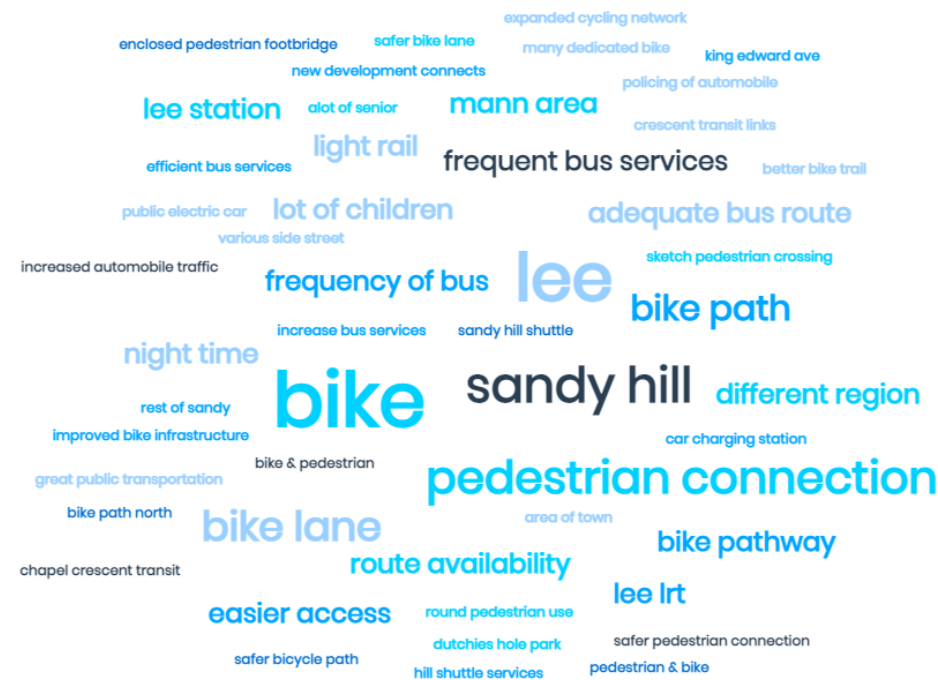 expanded cycling network
enclosed pedestrian footbridge
safer bike lane
many dedicated bike
king edward ave
new development connects
policing of automobile
lee station
alot of senior
mann area
crescent transit links
light rail
frequent bus services
efficient bus services
better bike trail
public electric car
lot of children
adequate bus route
various side street
increased automobile traffic
frequency of bus
lee
sketch pedestrian crossing
bike path
increase bus services
sandy hill shuttle
night time
bike
sandy hill
different region
rest of sandy
improved bike infrastructure
car charging station
bike & pedestrian
great public transportation
pedestrian connection
bike path north
bike lane
area of town
bike pathway
chapel crescent transit
route availability
lee lrt
easier access
round pedestrian use
dutchies hole park
safer pedestrian connection
safer bicycle path
hill shuttle services
pedestrian & bike